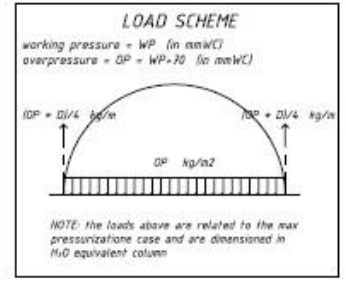 LOAD SCHEME
working pressure = WP (in mmWC)
overpressure = OP = WP+70 (in mmWC)
(OP * D)/4 kg/m
(OP * D)/4 kg/m
OP kg/m2
NOTE: the loads above are related to the max
pressurizatione case and are dimensioned in
H2O equivalent column